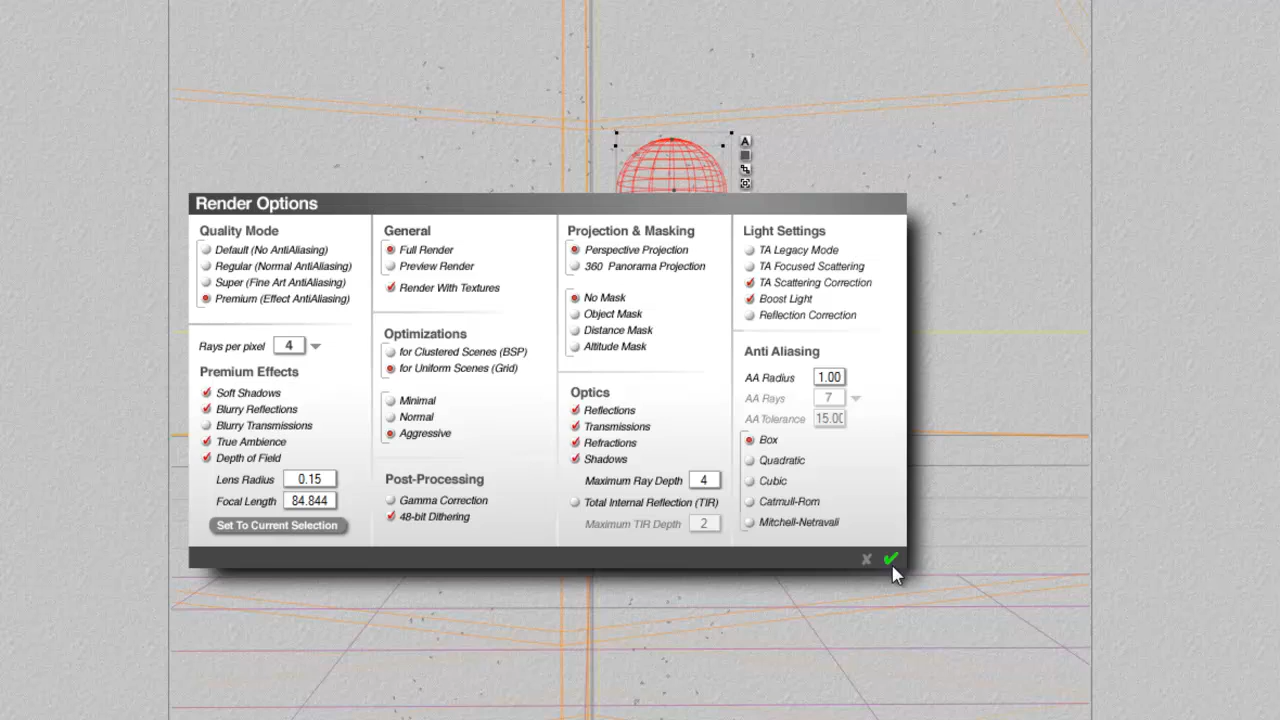 A
Render Options
Quality Mode
Default (No AntiAliasing)
Regular (Normal AntiAliasing)
Super (Fine Art AntiAliasing)
Premium (Effect AntiAliasing)
Rays per pixel 4
Premium Effects
Soft Shadows
Blurry Reflections
Blurry Transmissions
True Ambience
Depth of Field
Lens Radius 0.15
Focal Length 84.844
Set To Current Selection
General
Full Render
Preview Render
Render With Textures
Optimizations
for Clustered Scenes (BSP)
for Uniform Scenes (Grid)
Minimal
Normal
Aggressive
Post-Processing
Gamma Correction
48-bit Dithering
Projection & Masking
Perspective Projection
360 Panorama Projection
No Mask
Object Mask
Distance Mask
Altitude Mask
Optics
Reflections
Transmissions
Refractions
Shadows
Maximum Ray Depth 4
Total Internal Reflection (TIR)
Maximum TIR Depth 2
Light Settings
TA Legacy Mode
TA Focused Scattering
TA Scattering Correction
Boost Light
Reflection Correction
Anti Aliasing
AA Radius 1.00
AA Rays 7
AA Tolerance 15.00
Box
Quadratic
Cubic
Catmull-Rom
Mitchell-Netravali